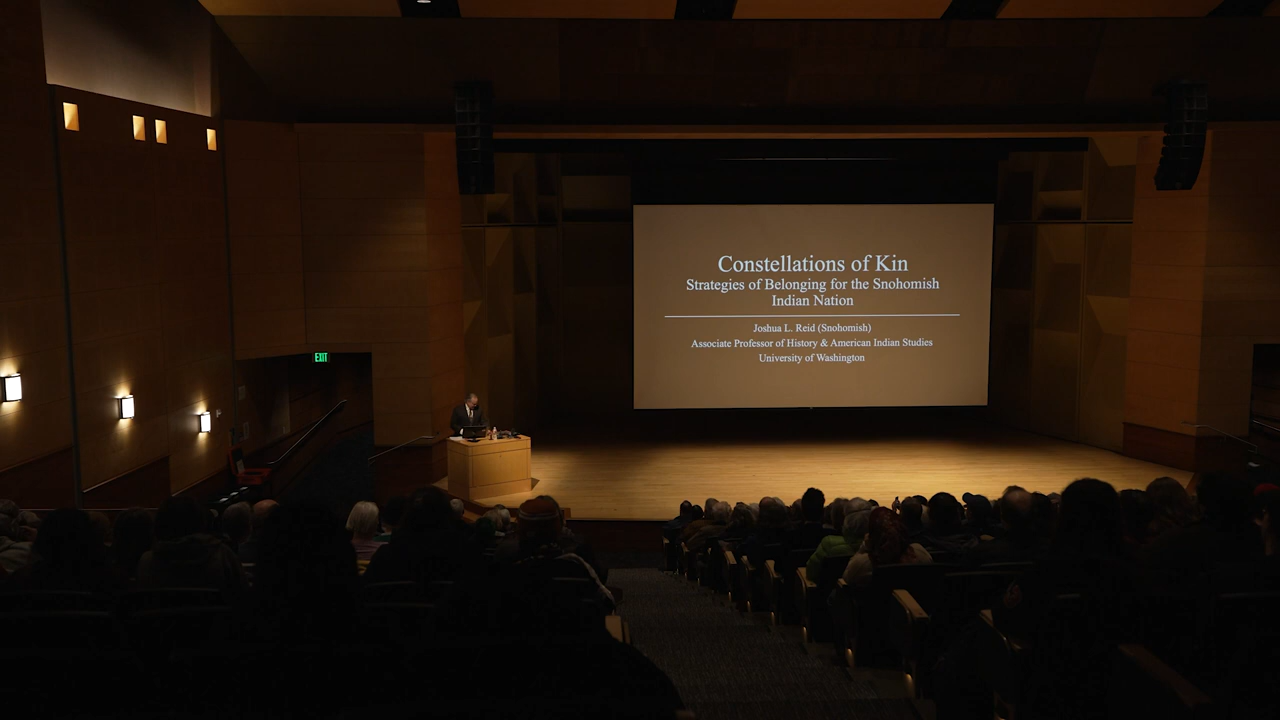 Constellations of Kin
Strategies of Belonging for the Snohomish
Indian Nation
Joshua L. Reid (Snohomish)
Associate Professor of History & American Indian Studies
University of Washington
EXIT